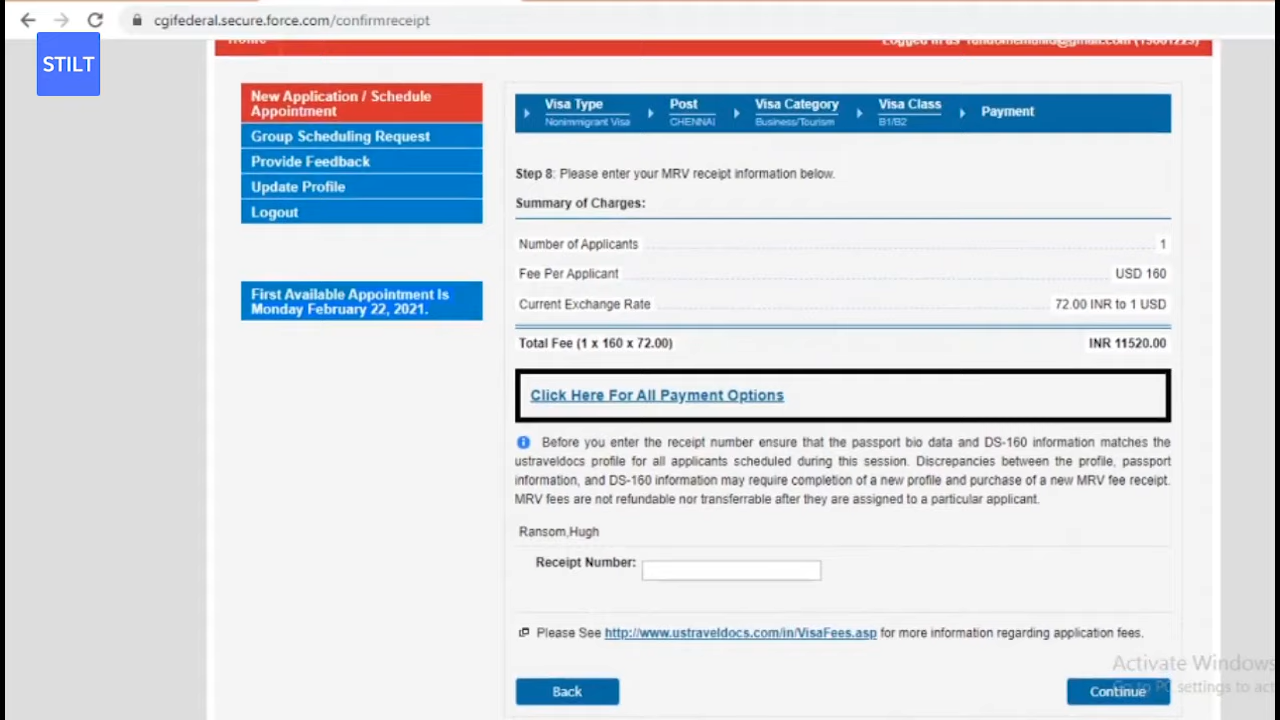 cgifederal.secure.force.com/confirmreceipt
STILT
New Application / Schedule
Appointment
Group Scheduling Request
Provide Feedback
Update Profile
Logout
First Available Appointment Is
Monday February 22, 2021.
Visa Type
Nonimmigrant Visa
Post
CHENNAI
Visa Category
Business/Tourism
Visa Class
B1/B2
Payment
Step 8: Please enter your MRV receipt information below.
Summary of Charges:
Number of Applicants 1
Fee Per Applicant USD 160
Current Exchange Rate 72.00 INR to 1 USD
Total Fee (1 x 160 x 72.00) INR 11520.00
Click Here For All Payment Options
Before you enter the receipt number ensure that the passport bio data and DS-160 information matches the
ustraveldocs profile for all applicants scheduled during this session. Discrepancies between the profile, passport
information, and DS-160 information may require completion of a new profile and purchase of a new MRV fee receipt.
MRV fees are not refundable nor transferrable after they are assigned to a particular applicant.
Ransom,Hugh
Receipt Number:
Please See http://www.ustraveldocs.com/in/VisaFees.asp for more information regarding application fees.
Back
Continue
Activate Windows
Go to PC settings to act